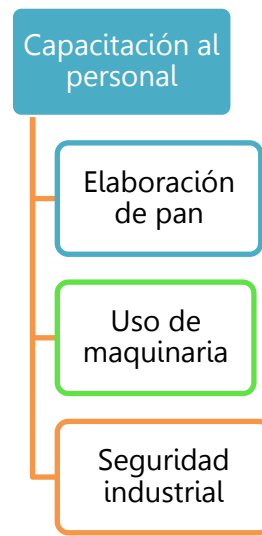 Capacitación al
personal
Elaboración
de pan
Uso de
maquinaria
Seguridad
industrial